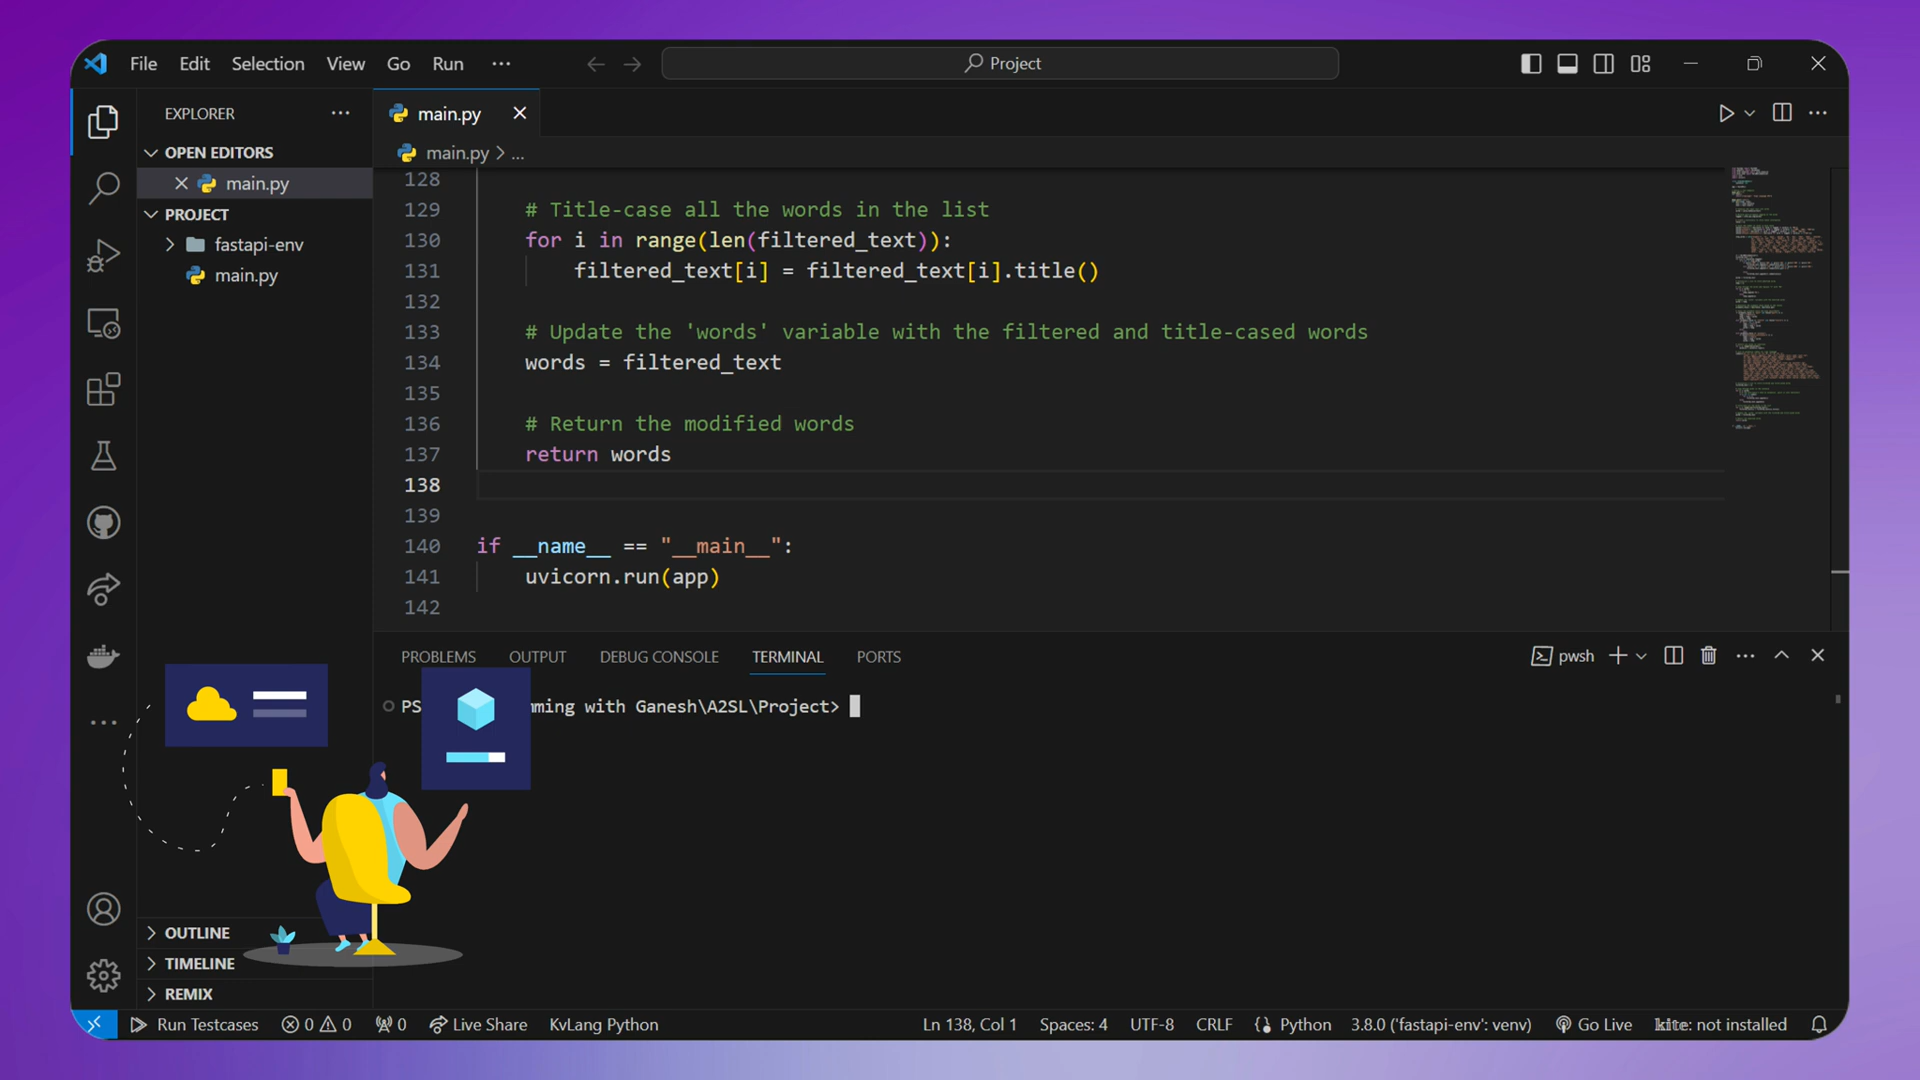 File Edit Selection View Go Run ...
Project
EXPLORER ...
OPEN EDITORS
main.py
PROJECT
fastapi-env
main.py
main.py
main.py > ...
128
129 # Title-case all the words in the list
130 for i in range(len(filtered_text)):
131 filtered_text[i] = filtered_text[i].title()
132
133 # Update the 'words' variable with the filtered and title-cased words
134 words = filtered_text
135
136 # Return the modified words
137 return words
138
139
140 if __name__ == "__main__":
141 uvicorn.run(app)
142
PROBLEMS OUTPUT DEBUG CONSOLE TERMINAL PORTS
pwsh
PS mming with Ganesh\A2SL\Project>
OUTLINE
TIMELINE
REMIX
Run Testcases 0 0 0 Live Share KvLang Python
Ln 138, Col 1 Spaces: 4 UTF-8 CRLF Python 3.8.0 ('fastapi-env': venv) Go Live kite: not installed